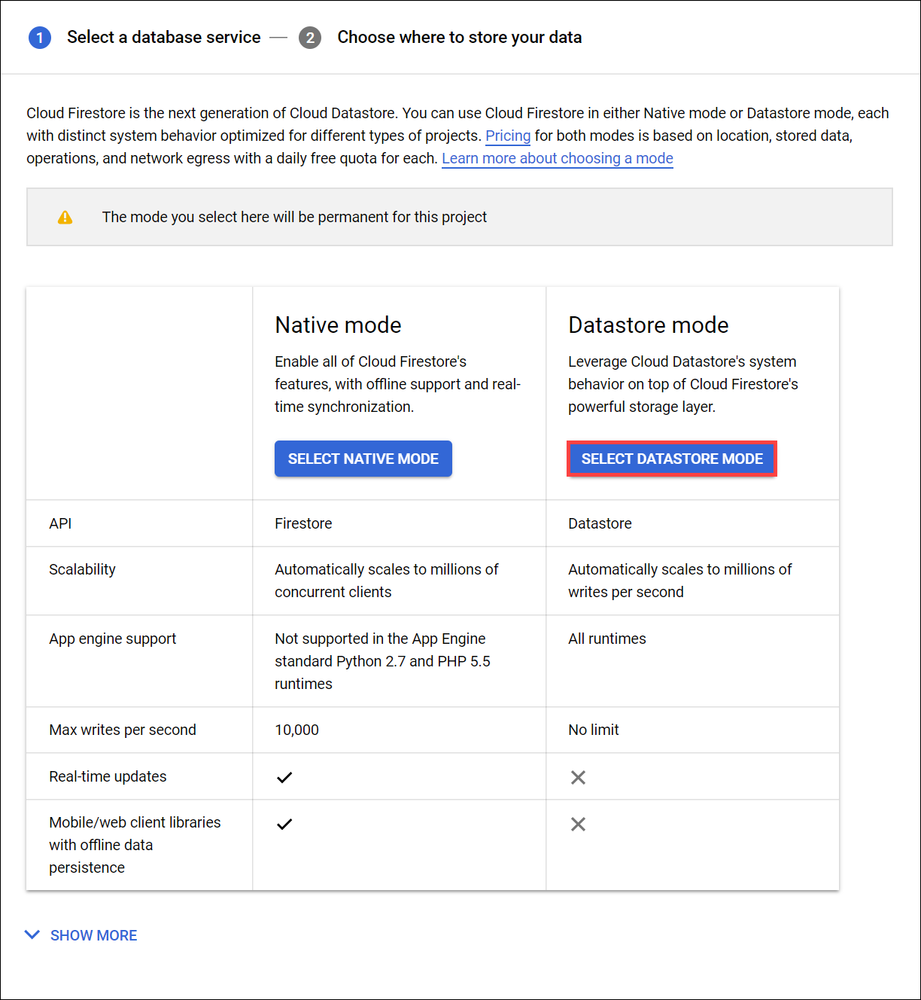 1 Select a database service — 2 Choose where to store your data
Cloud Firestore is the next generation of Cloud Datastore. You can use Cloud Firestore in either Native mode or Datastore mode, each
with distinct system behavior optimized for different types of projects. Pricing for both modes is based on location, stored data,
operations, and network egress with a daily free quota for each. Learn more about choosing a mode
The mode you select here will be permanent for this project
Native mode
Enable all of Cloud Firestore's
features, with offline support and real-
time synchronization.
SELECT NATIVE MODE
Datastore mode
Leverage Cloud Datastore's system
behavior on top of Cloud Firestore's
powerful storage layer.
SELECT DATASTORE MODE
API
Firestore
Datastore
Scalability
Automatically scales to millions of
concurrent clients
Automatically scales to millions of
writes per second
App engine support
Not supported in the App Engine
standard Python 2.7 and PHP 5.5
runtimes
All runtimes
Max writes per second
10,000
No limit
Real-time updates
Mobile/web client libraries
with offline data
persistence
SHOW MORE